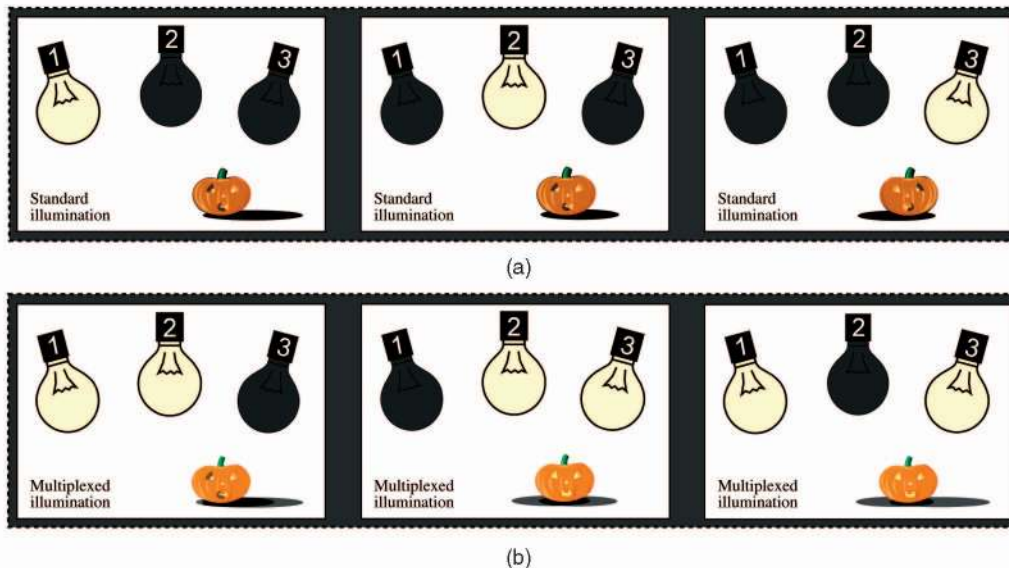 1 2 3
Standard
illumination
1 2 3
Standard
illumination
1 2 3
Standard
illumination
(a)
1 2 3
Multiplexed
illumination
1 2 3
Multiplexed
illumination
1 2 3
Multiplexed
illumination
(b)